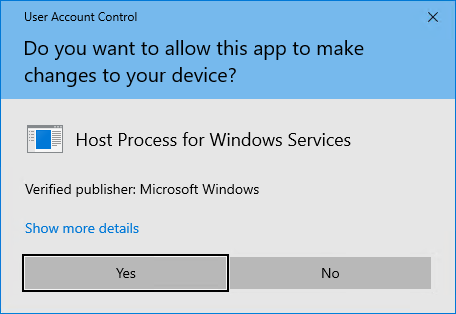 User Account Control
Do you want to allow this app to make
changes to your device?
Host Process for Windows Services
Verified publisher: Microsoft Windows
Show more details
Yes
No